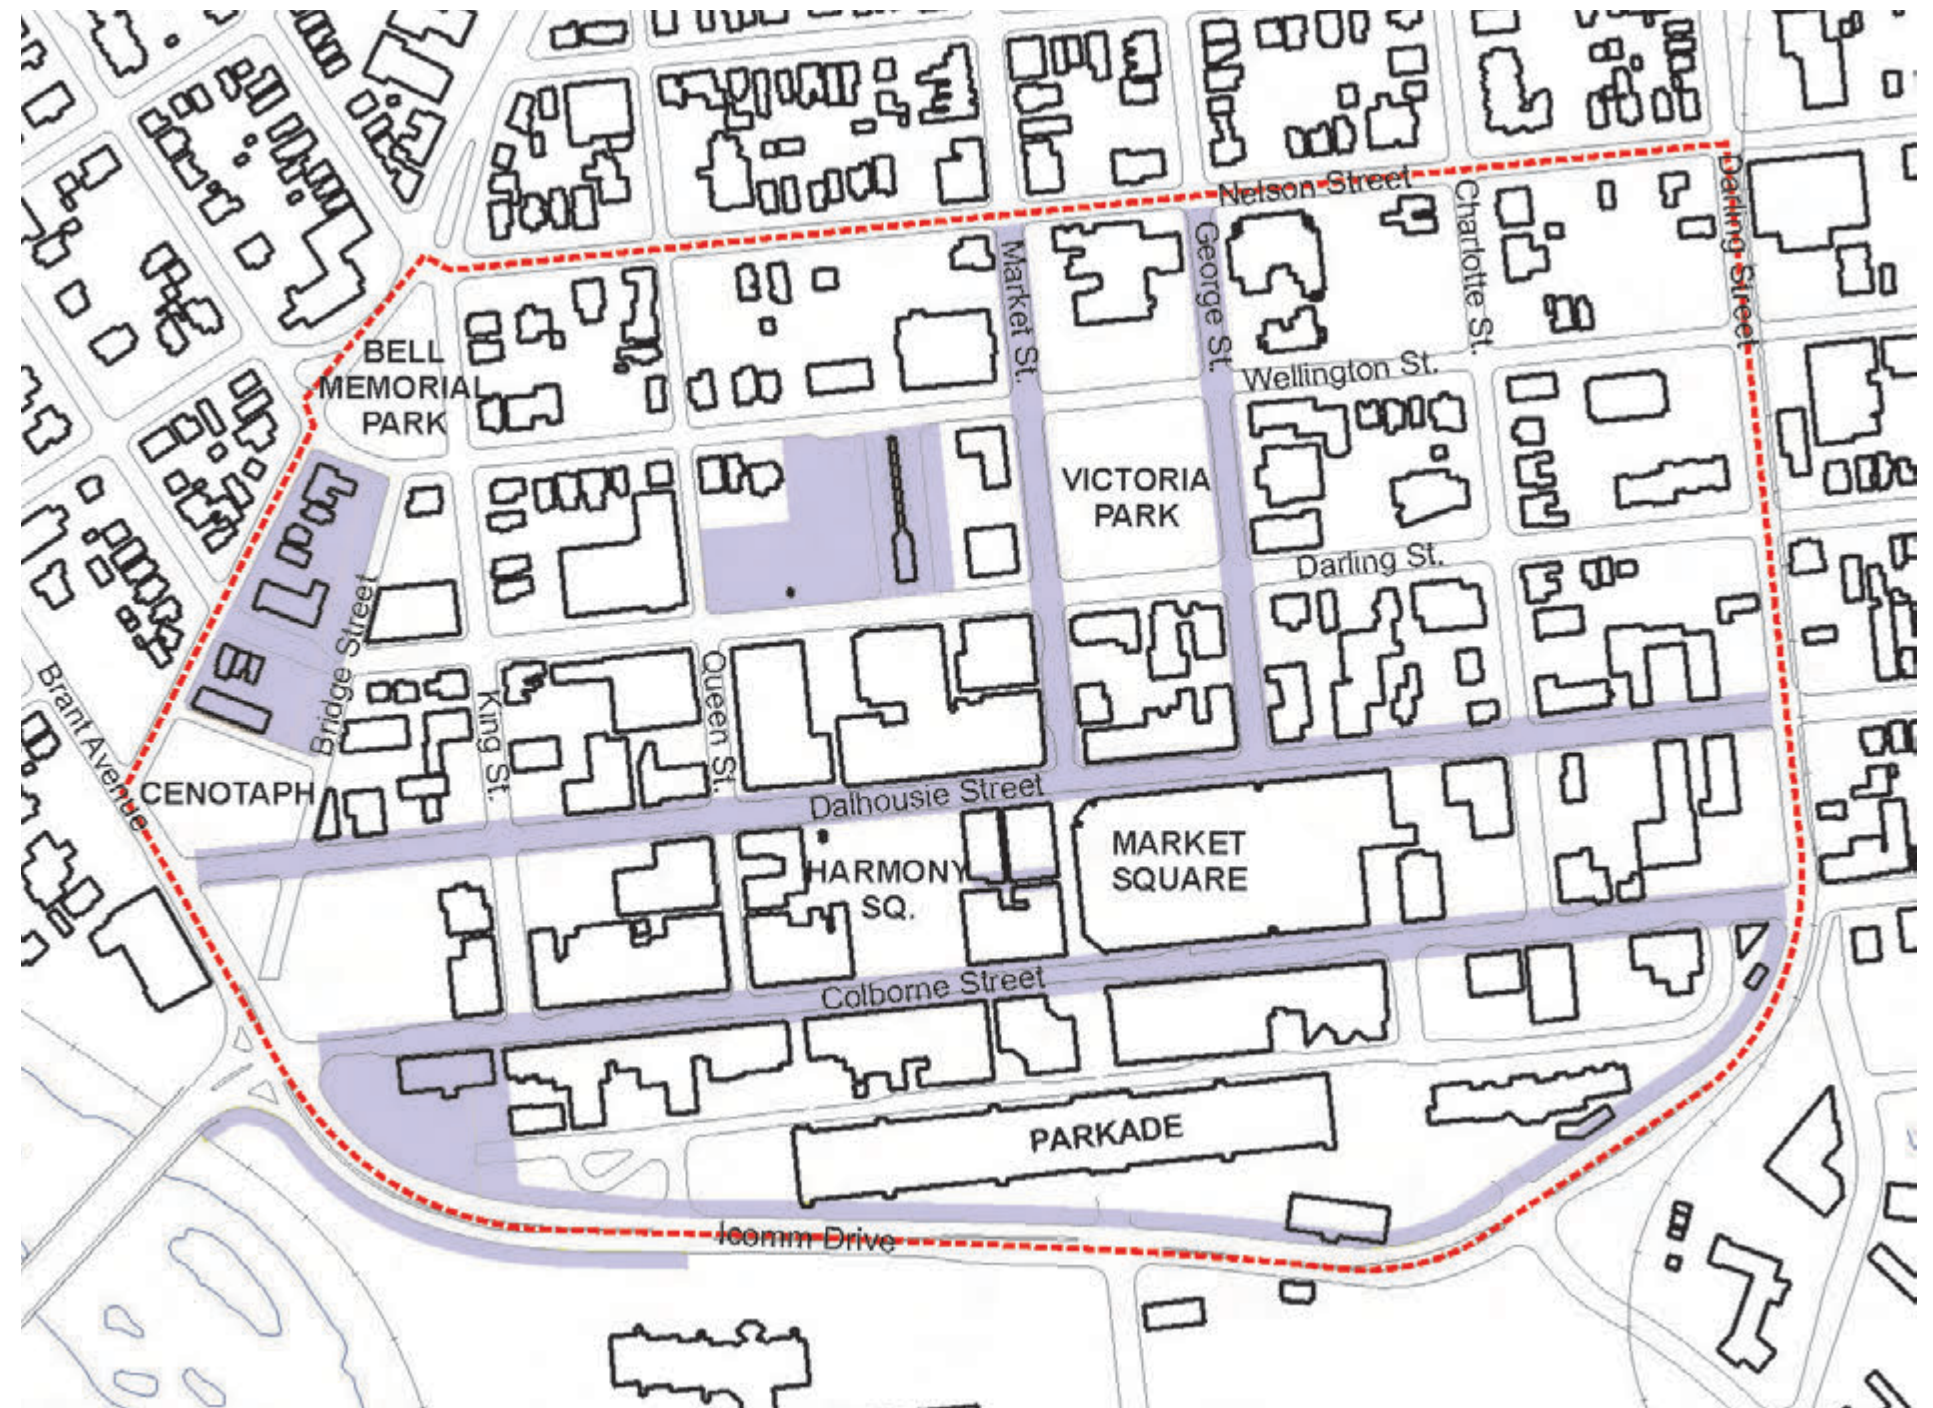 Nelson Street
Darling Street
Charlotte St.
George St.
Market St.
BELL
MEMORIAL
PARK
Wellington St.
VICTORIA
PARK
Darling St.
Bridge Street
Brant Avenue
King St.
Queen St.
CENOTAPH
Dalhousie Street
MARKET
SQUARE
HARMONY
SQ.
Colborne Street
PARKADE
Icomm Drive